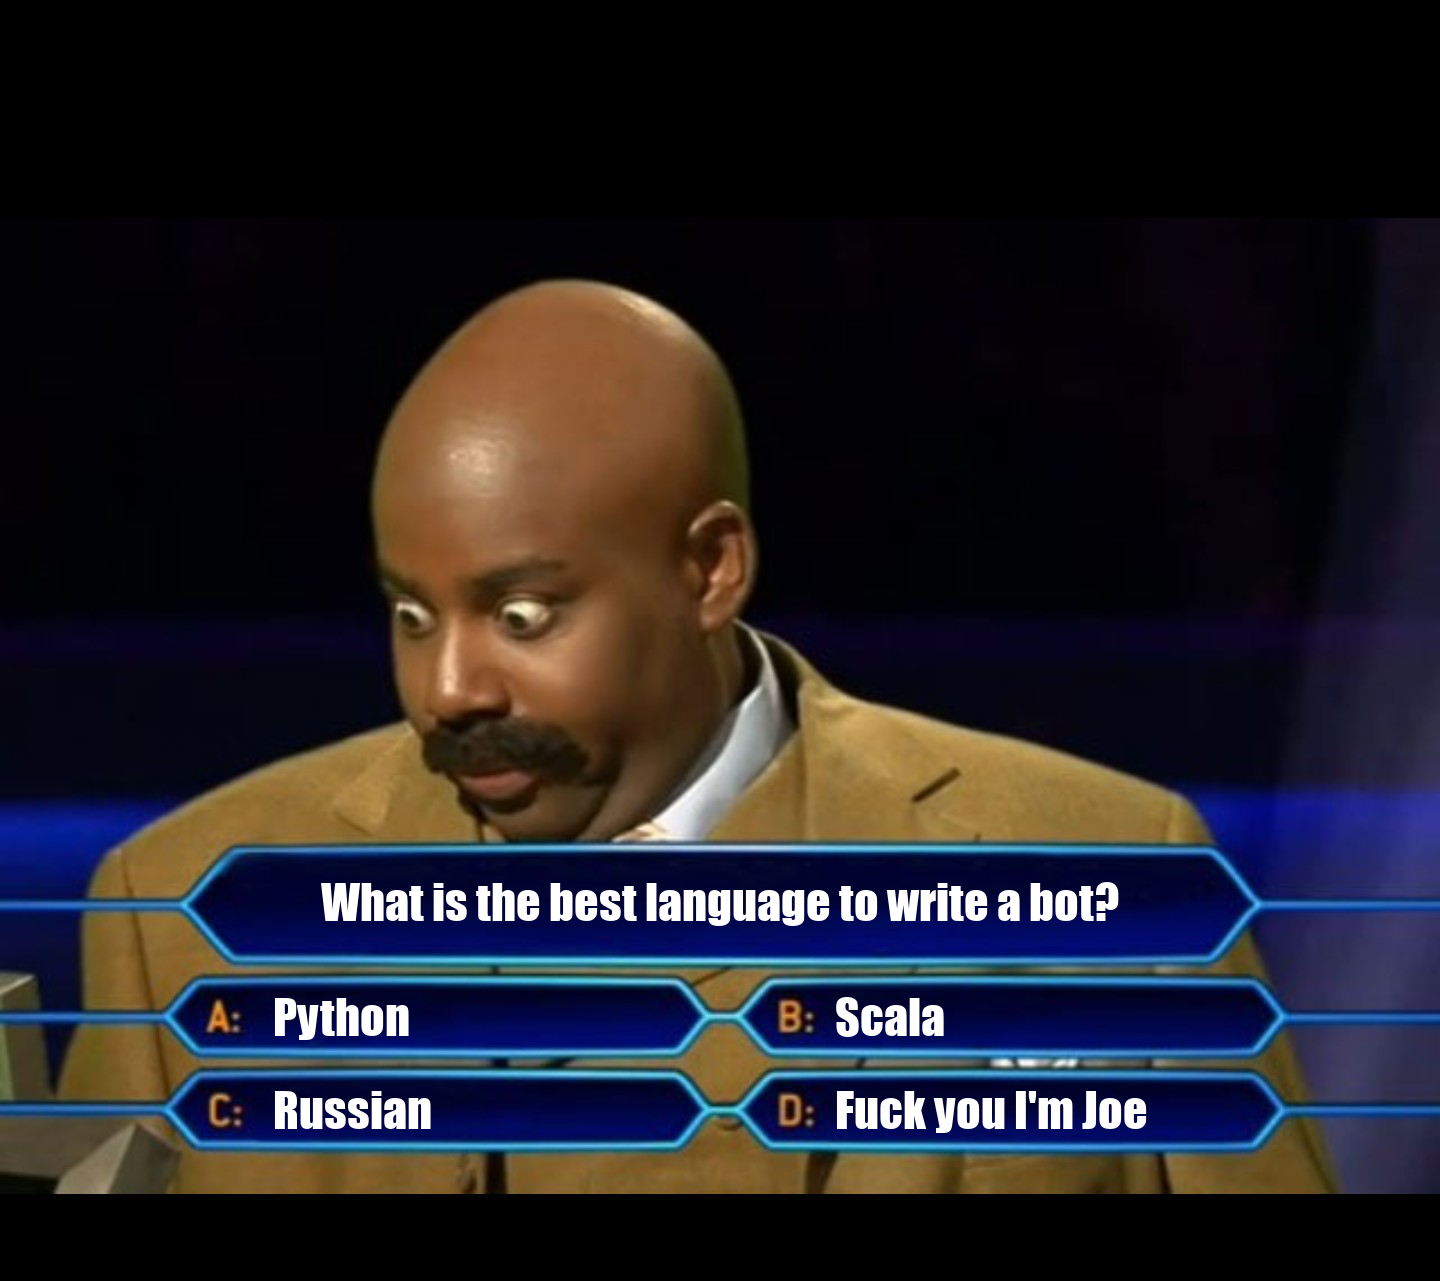 What is the best language to write a bot?
A: Python
B: Scala
C: Russian
D: Fuck you I'm Joe